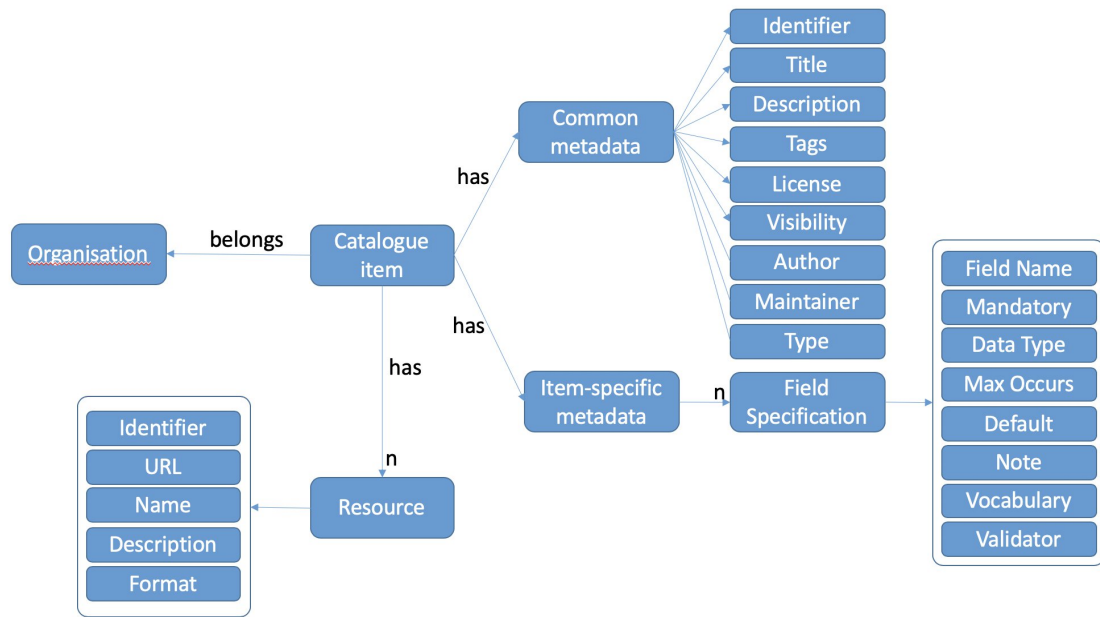 Identifier
Title
Description
Tags
License
Visibility
Author
Maintainer
Type
Common
metadata
has
belongs
Organisation
Catalogue
item
has
has
n
Item-specific
metadata
n
Field
Specification
Field Name
Mandatory
Data Type
Max Occurs
Default
Note
Vocabulary
Validator
Resource
Identifier
URL
Name
Description
Format